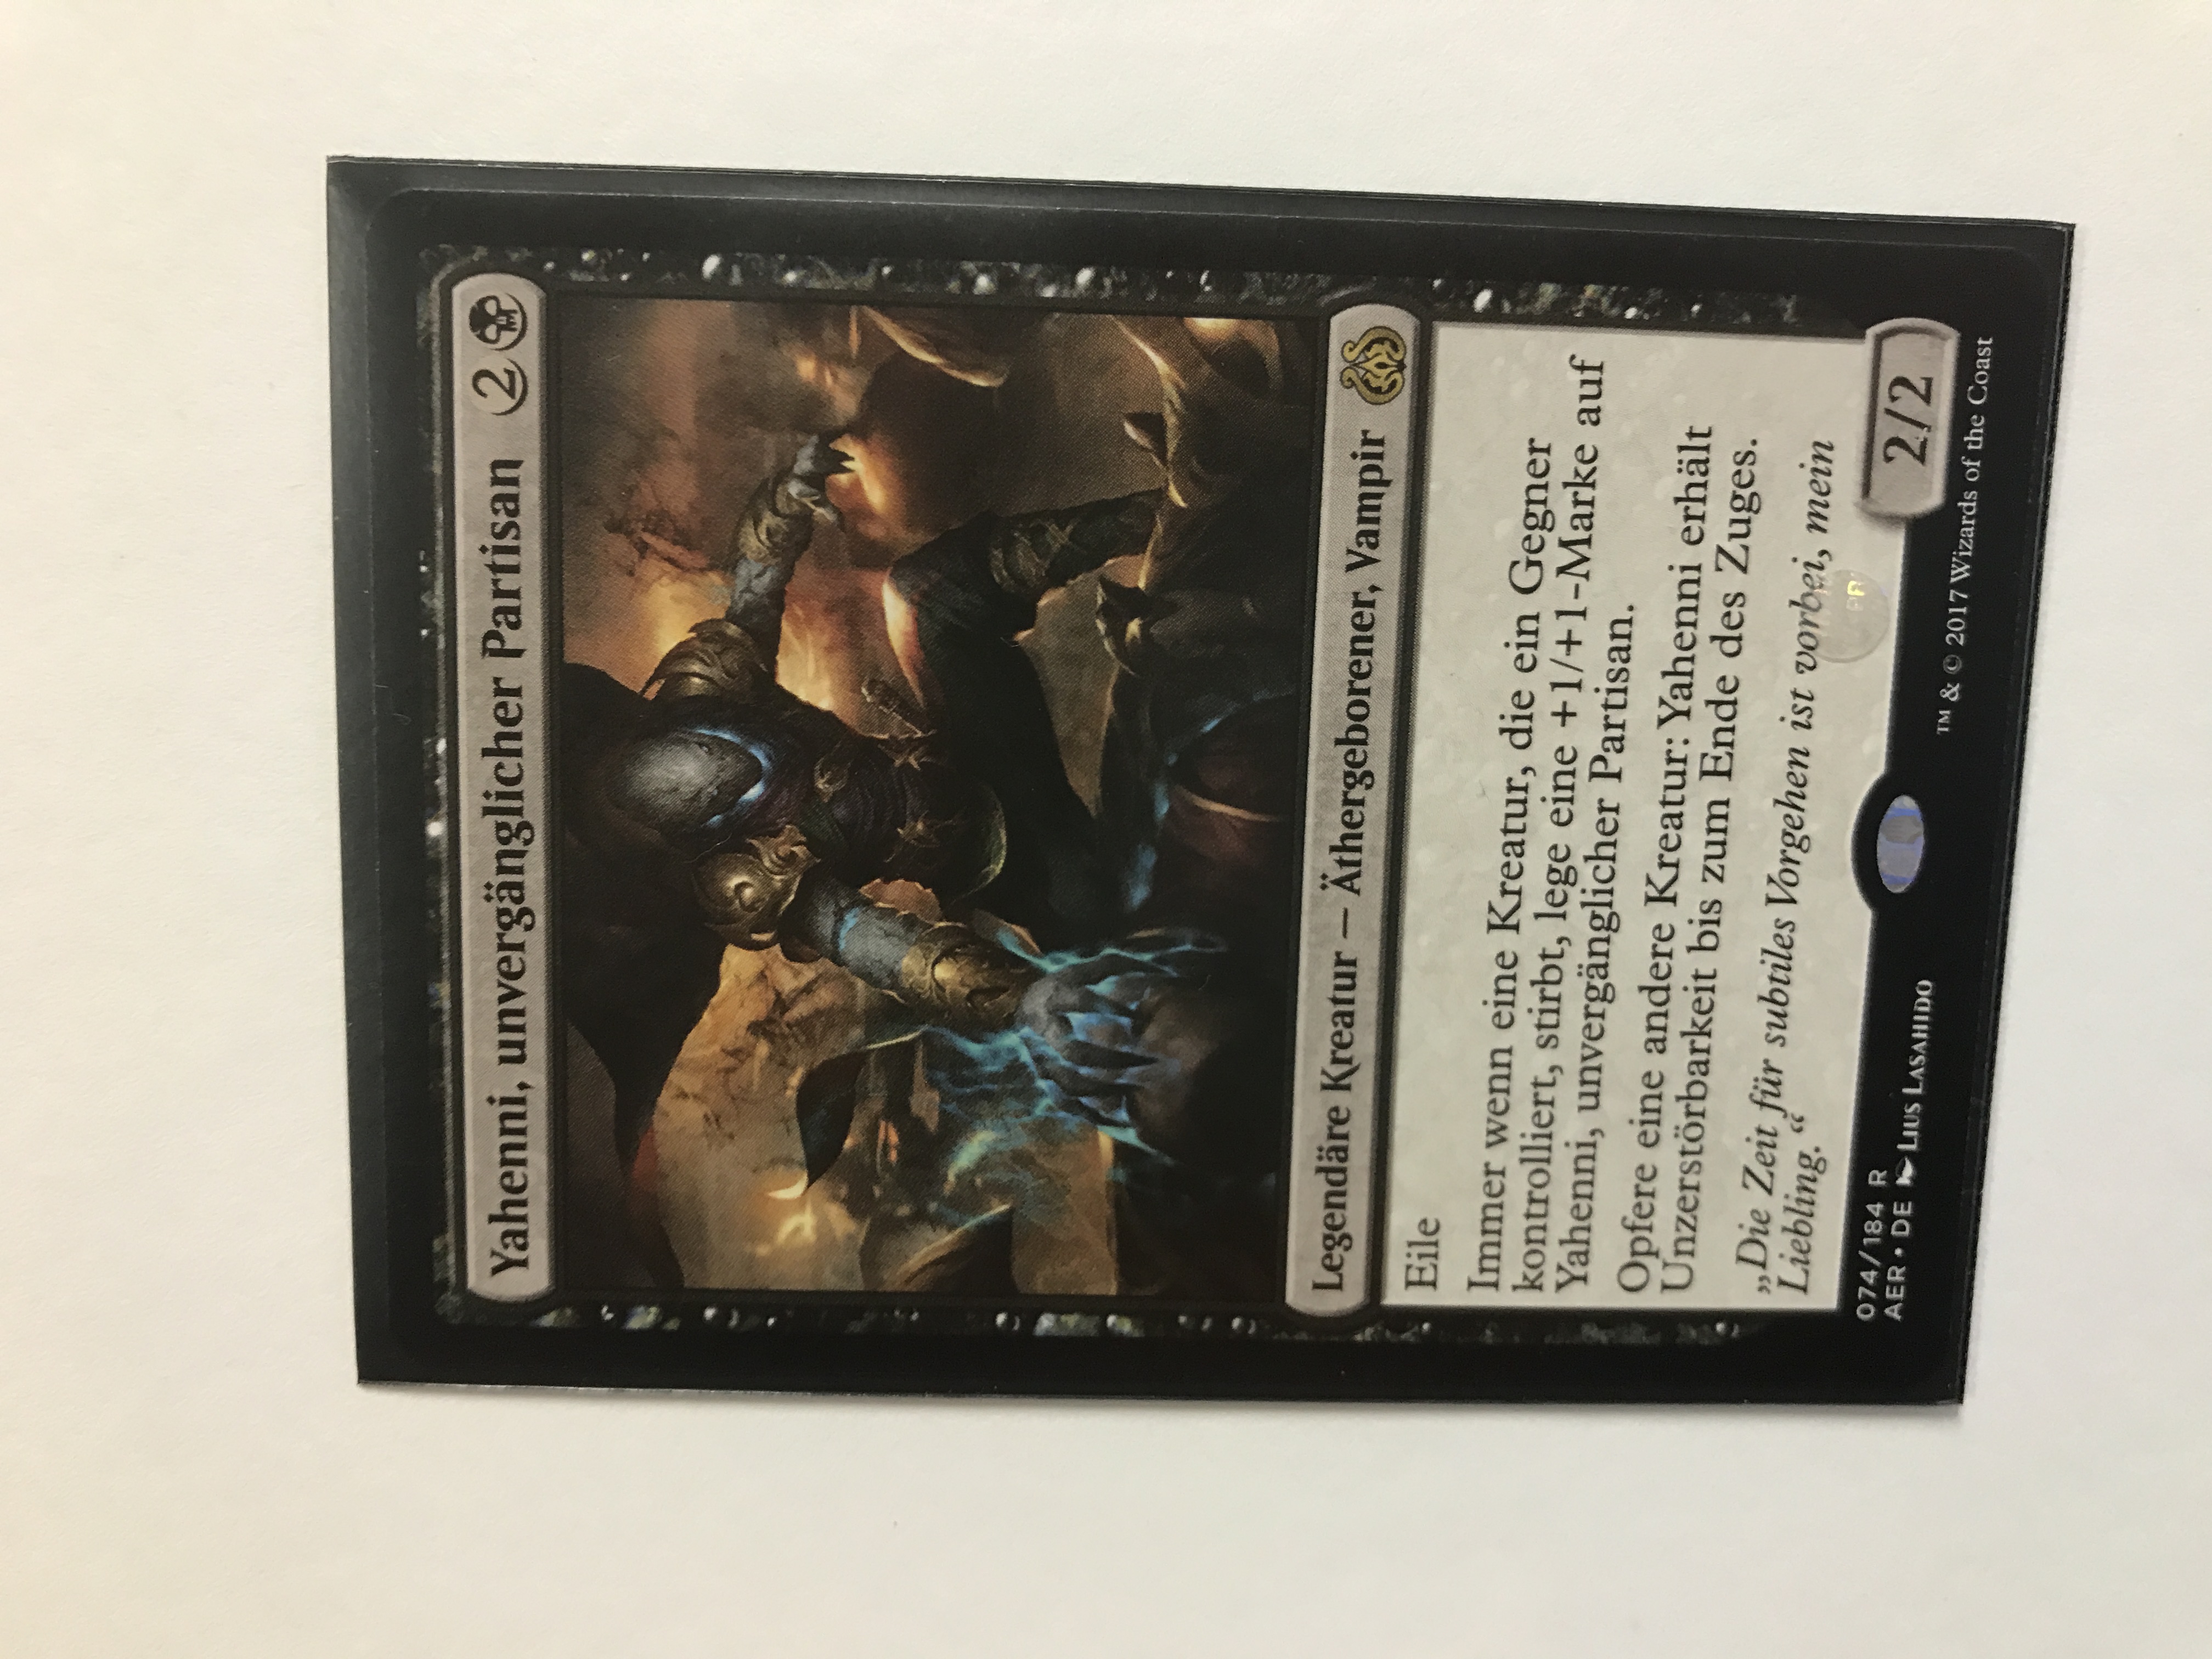 Yahenni, unvergänglicher Partisan 2
Legendäre Kreatur – Äthergeborener, Vampir
Eile
Immer wenn eine Kreatur, die ein Gegner
kontrolliert, stirbt, lege eine +1/+1-Marke auf
Yahenni, unvergänglicher Partisan.
Opfere eine andere Kreatur: Yahenni erhält
Unzerstörbarkeit bis zum Ende des Zuges.
„Die Zeit für subtiles Vorgehen ist vorbei, mein
Liebling.“
2/2
074/184 R
AER • DE Lius Lasahido
™ & © 2017 Wizards of the Coast